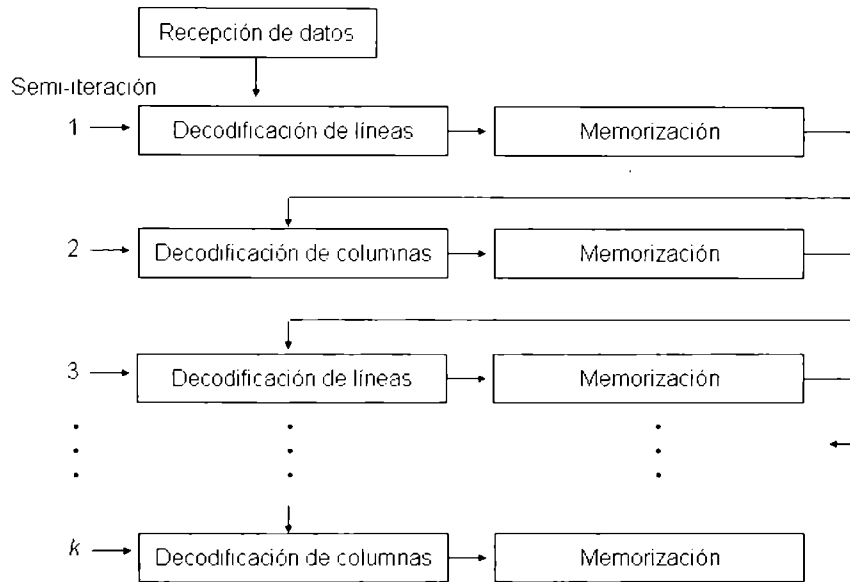 Recepción de datos
Semi-iteración
1 Decodificación de líneas Memorización
2 Decodificación de columnas Memorización
3 Decodificación de líneas Memorización
k Decodificación de columnas Memorización